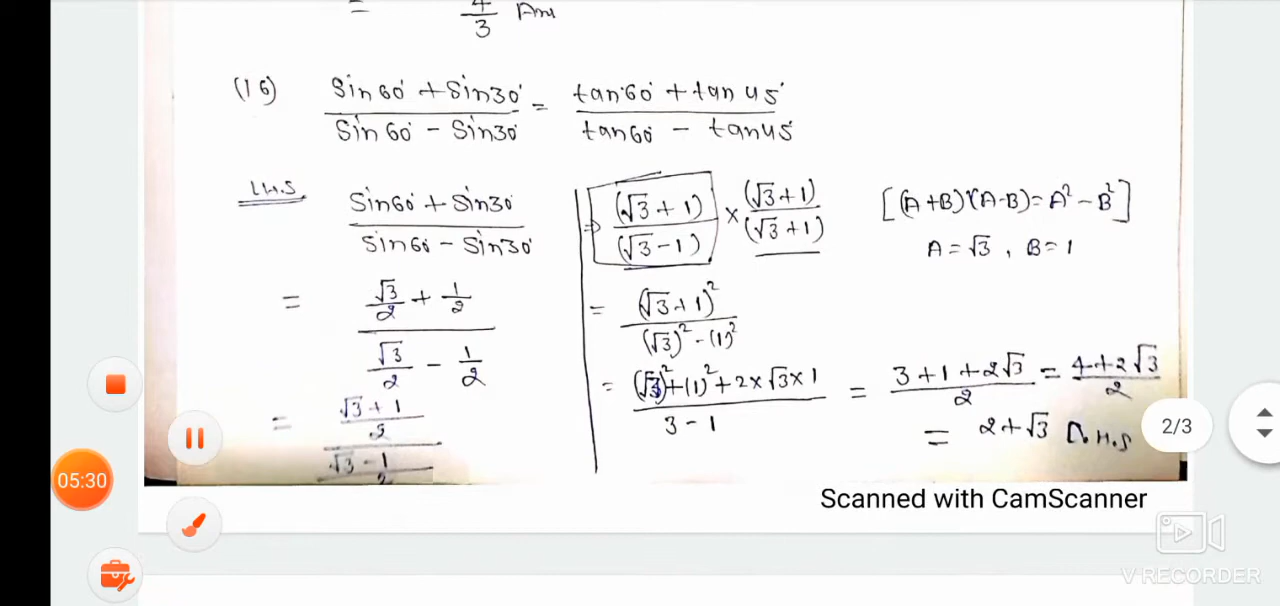 = 4/3 Ans
(16) Sin60° + Sin30° / Sin60° - Sin30° = tan60° + tan45° / tan60° - tan45°
L.H.S. Sin60° + Sin30° / Sin60° - Sin30°
= √3/2 + 1/2 / √3/2 - 1/2
= √3+1 / 2 / √3-1 / 2
⇒ (√3+1) / (√3-1) × (√3+1) / (√3+1) [(A+B)(A-B) = A² - B²]
A = √3, B = 1
= (√3+1)² / (√3)² - (1)²
= (√3)² + (1)² + 2×√3×1 / 3-1 = 3+1+2√3 / 2 = 4+2√3 / 2
= 2+√3 R.H.S
2/3
05:30
Scanned with CamScanner
V RECORDER